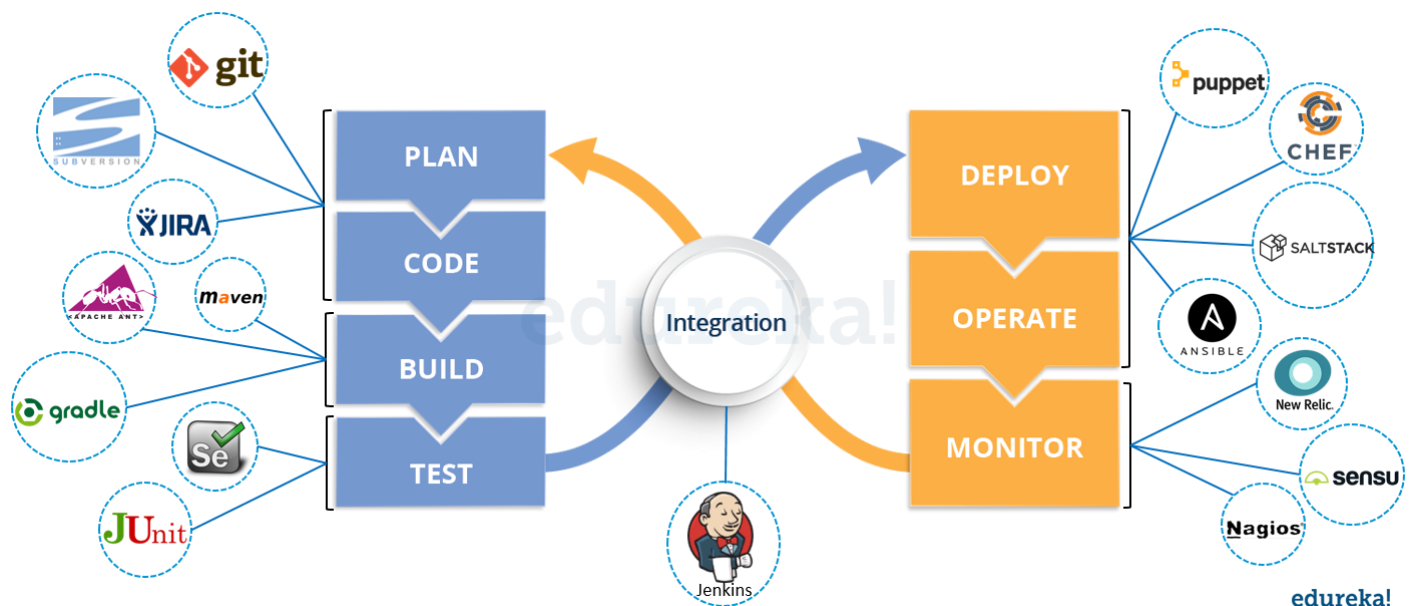 git
SUBVERSION
JIRA
<APACHE ANT>
maven
gradle
Se
JUnit
PLAN
CODE
BUILD
TEST
edureka!
Integration
Jenkins
DEPLOY
OPERATE
MONITOR
puppet
CHEF
SALTSTACK
ANSIBLE
New Relic.
sensu
Nagios®
edureka!